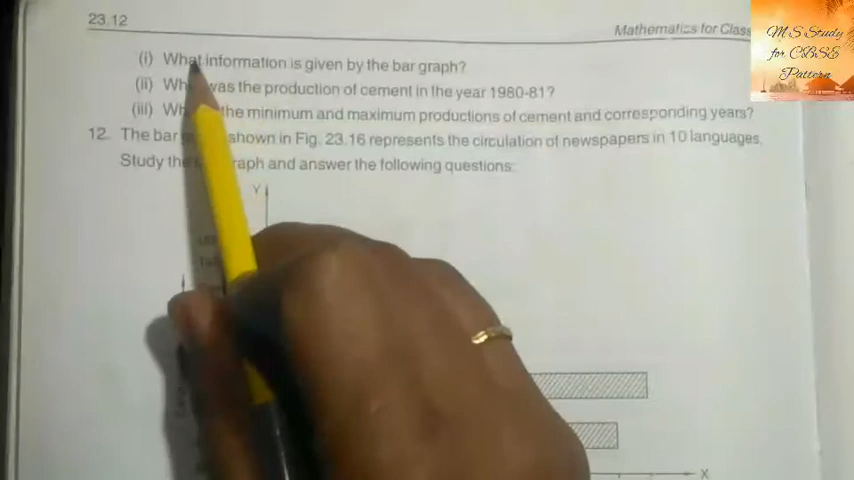 23.12
Mathematics for Class
M S Study
for CBSE
Pattern
(i) What information is given by the bar graph?
(ii) Wh was the production of cement in the year 1980-81?
(iii) Wh the minimum and maximum productions of cement and corresponding years?
12. The bar shown in Fig. 23.16 represents the circulation of newspapers in 10 languages.
Study the raph and answer the following questions:
Y
X